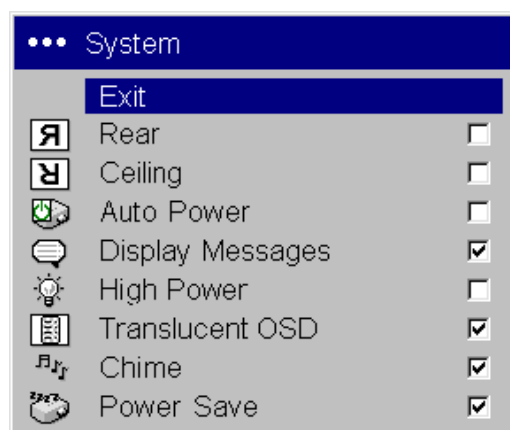 ••• System
Exit
Rear
Ceiling
Auto Power
Display Messages
High Power
Translucent OSD
Chime
Power Save